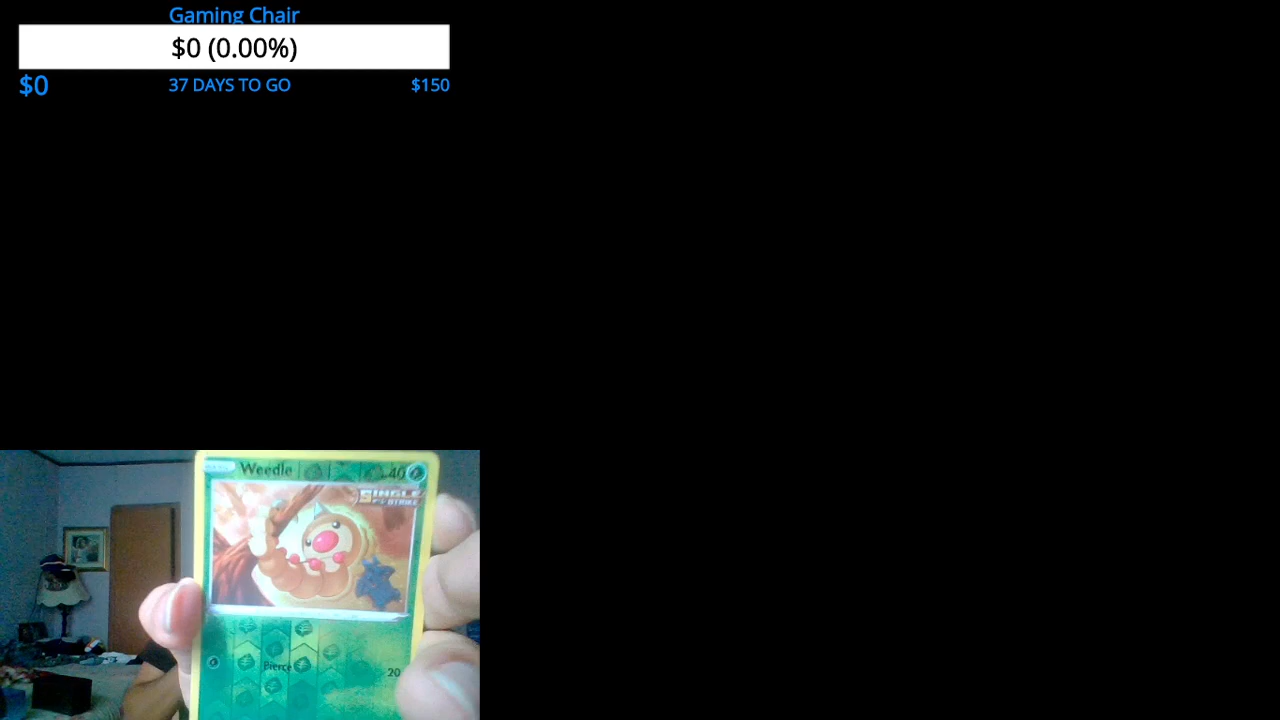 Gaming Chair
$0 (0.00%)
$0 37 DAYS TO GO $150
Weedle 40
SINGLE
STRIKE
Pierce 20